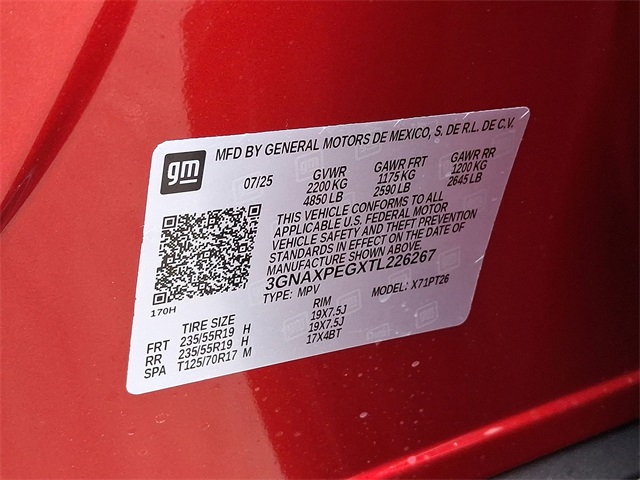 gm
MFD BY GENERAL MOTORS DE MEXICO, S. DE R.L. DE C.V.
07/25 GVWR GAWR FRT GAWR RR
2200 KG 1175 KG 1200 KG
4850 LB 2590 LB 2645 LB
THIS VEHICLE CONFORMS TO ALL
APPLICABLE U.S. FEDERAL MOTOR
VEHICLE SAFETY AND THEFT PREVENTION
STANDARDS IN EFFECT ON THE DATE OF
MANUFACTURE SHOWN ABOVE.
3GNAXPEGXTL226267
TYPE: MPV MODEL: X71PT26
170H
TIRE SIZE RIM
FRT 235/55R19 H 19X7.5J
RR 235/55R19 H 19X7.5J
SPA T125/70R17 M 17X4BT